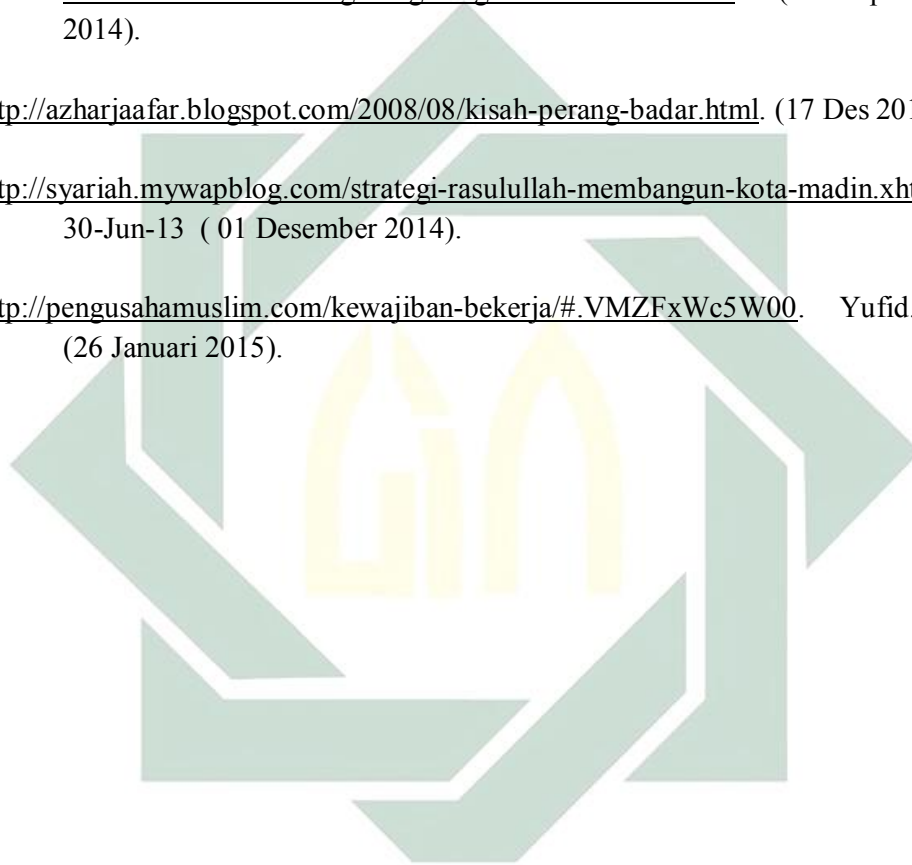 2014).
tp://azharjaafar.blogspot.com/2008/08/kisah-perang-badar.html. (17 Des 201
tp://syariah.mywapblog.com/strategi-rasulullah-membangun-kota-madin.xht
30-Jun-13 ( 01 Desember 2014).
tp://pengusahamuslim.com/kewajiban-bekerja/#.VMZFxWc5W00. Yufid.
(26 Januari 2015).